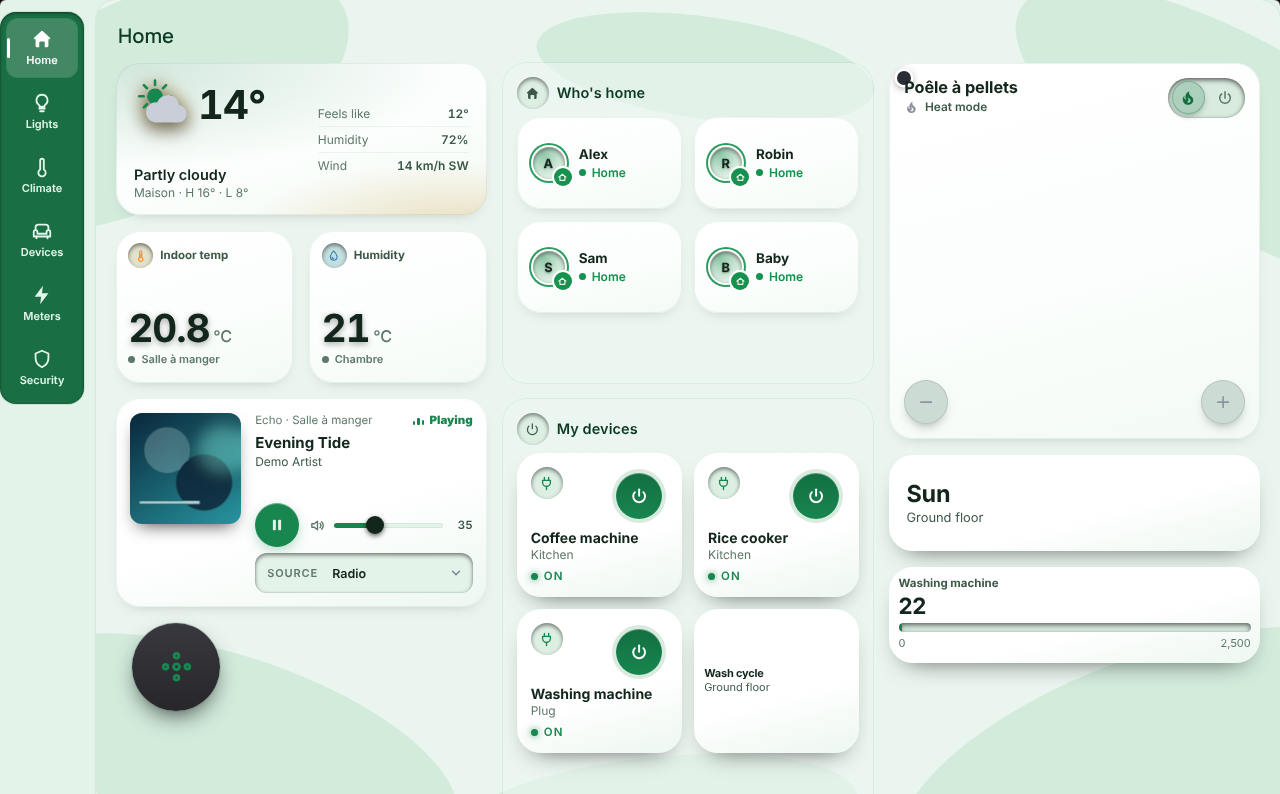 Home
Lights
Climate
Devices
Meters
Security
Home
14°
Feels like 12°
Humidity 72%
Wind 14 km/h SW
Partly cloudy
Maison · H 16° · L 8°
Indoor temp
20.8 °C
Salle à manger
Humidity
21 °C
Chambre
Echo · Salle à manger
Playing
Evening Tide
Demo Artist
35
SOURCE Radio
Who's home
A
Alex
Home
R
Robin
Home
S
Sam
Home
B
Baby
Home
My devices
Coffee machine
Kitchen
ON
Rice cooker
Kitchen
ON
Washing machine
Plug
ON
Wash cycle
Ground floor
Poêle à pellets
Heat mode
Sun
Ground floor
Washing machine
22
0 2,500